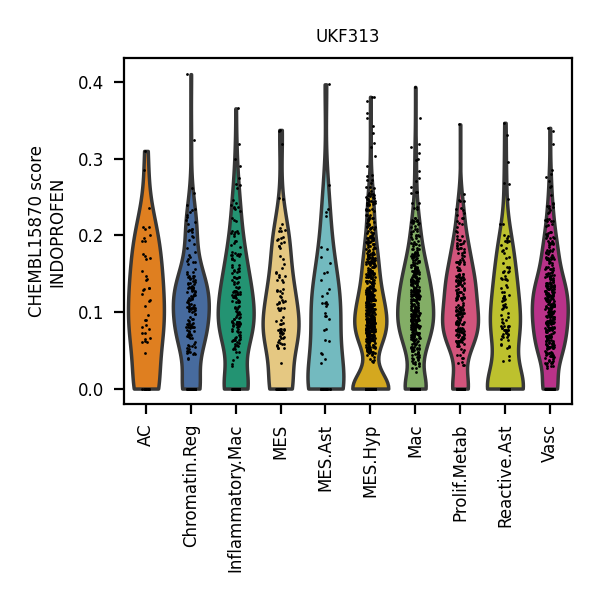 UKF313
CHEMBL15870 score
INDOPROFEN
0.4
0.3
0.2
0.1
0.0
AC
Chromatin.Reg
Inflammatory.Mac
MES
MES.Ast
MES.Hyp
Mac
Prolif.Metab
Reactive.Ast
Vasc